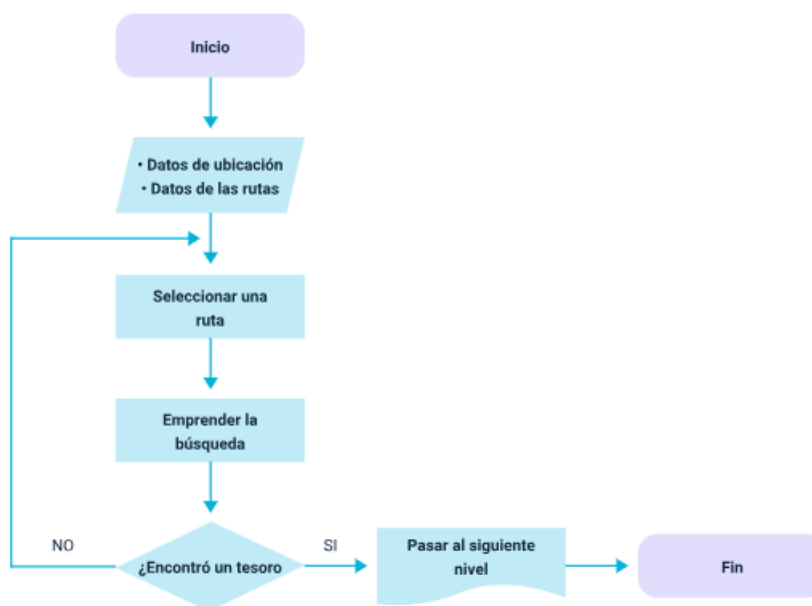 Inicio
• Datos de ubicación
• Datos de las rutas
Seleccionar una
ruta
Emprender la
búsqueda
NO
¿Encontró un tesoro
SI
Pasar al siguiente
nivel
Fin